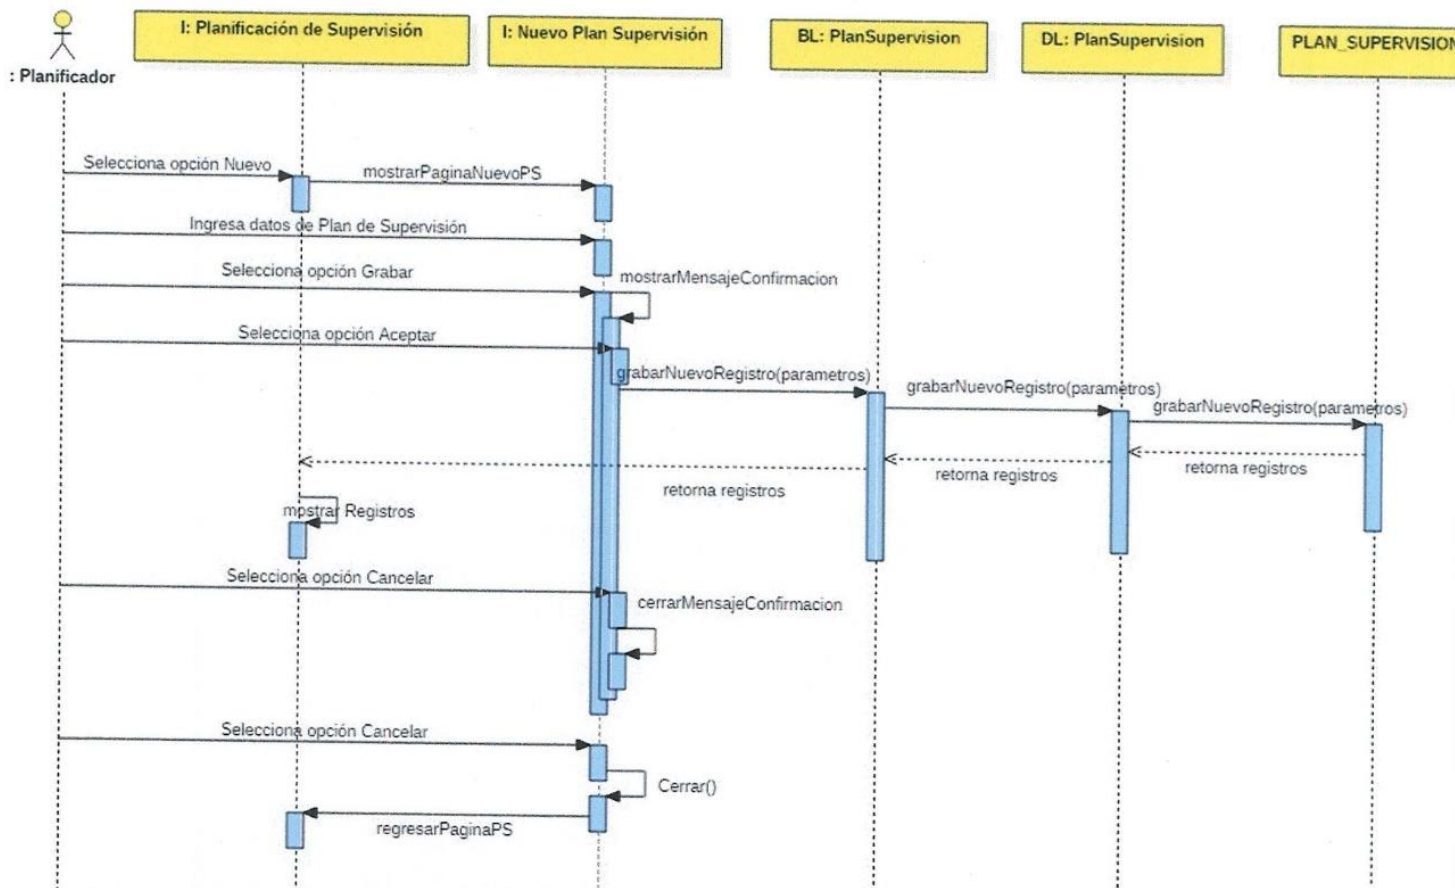 : Planificador
I: Planificación de Supervisión
I: Nuevo Plan Supervisión
BL: PlanSupervision
DL: PlanSupervision
PLAN_SUPERVISION
Selecciona opción Nuevo
mostrarPaginaNuevoPS
Ingresa datos de Plan de Supervisión
Selecciona opción Grabar
mostrarMensajeConfirmacion
Selecciona opción Aceptar
grabarNuevoRegistro(parametros)
grabarNuevoRegistro(parametros)
grabarNuevoRegistro(parametros)
retorna registros
retorna registros
retorna registros
mostrar Registros
Selecciona opción Cancelar
cerrarMensajeConfirmacion
Selecciona opción Cancelar
Cerrar()
regresarPaginaPS